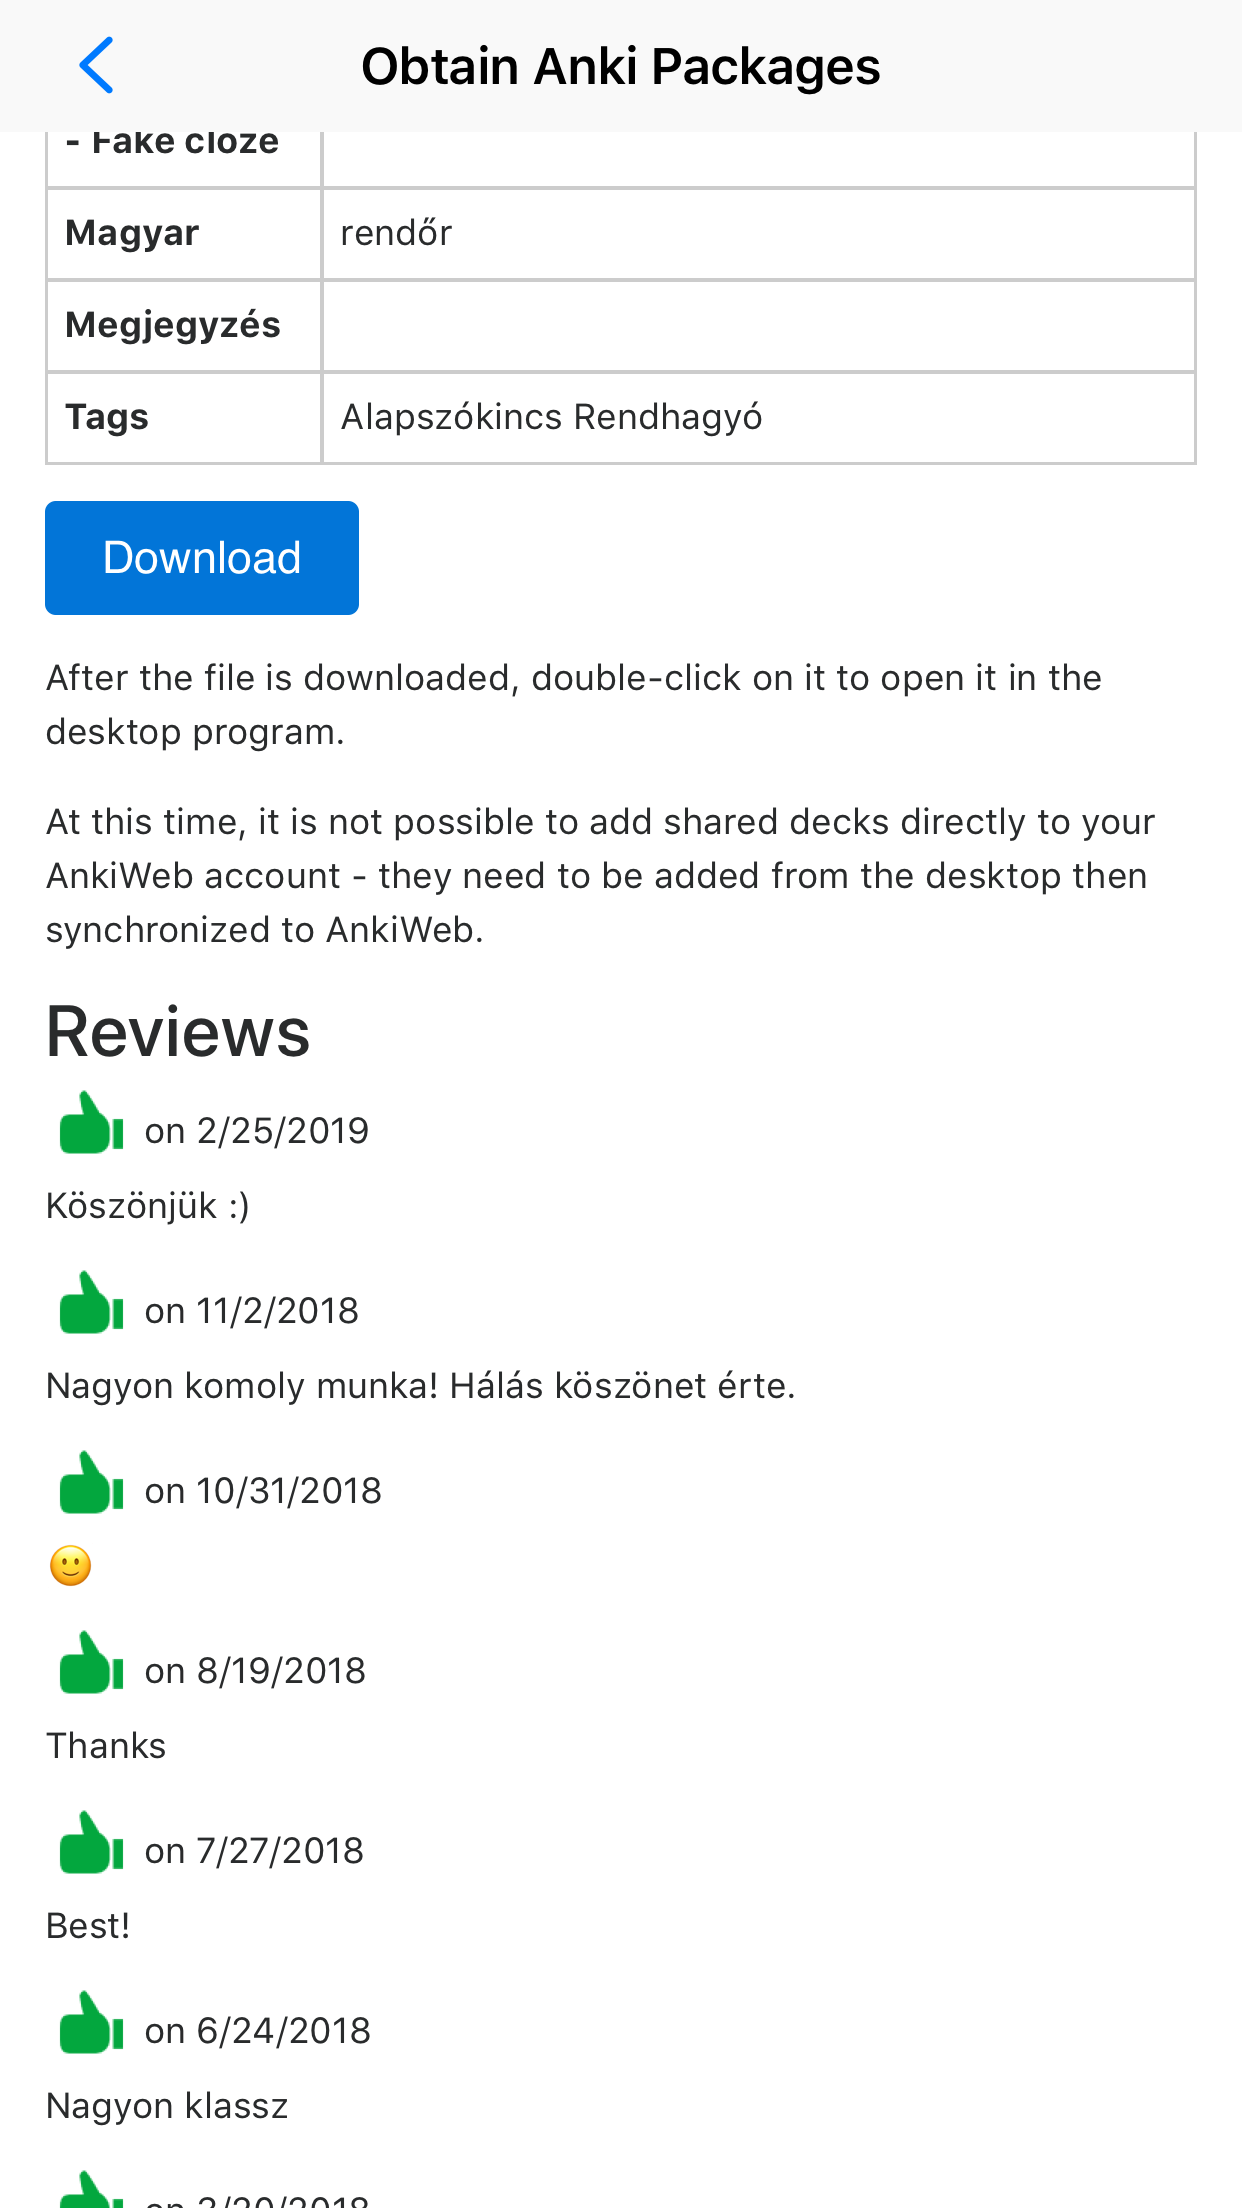 Obtain Anki Packages
- Fake cloze
Magyar rendőr
Megjegyzés
Tags Alapszókincs Rendhagyó
Download
After the file is downloaded, double-click on it to open it in the
desktop program.
At this time, it is not possible to add shared decks directly to your
AnkiWeb account - they need to be added from the desktop then
synchronized to AnkiWeb.
Reviews
on 2/25/2019
Köszönjük :)
on 11/2/2018
Nagyon komoly munka! Hálás köszönet érte.
on 10/31/2018
🙂
on 8/19/2018
Thanks
on 7/27/2018
Best!
on 6/24/2018
Nagyon klassz
on 3/20/2018